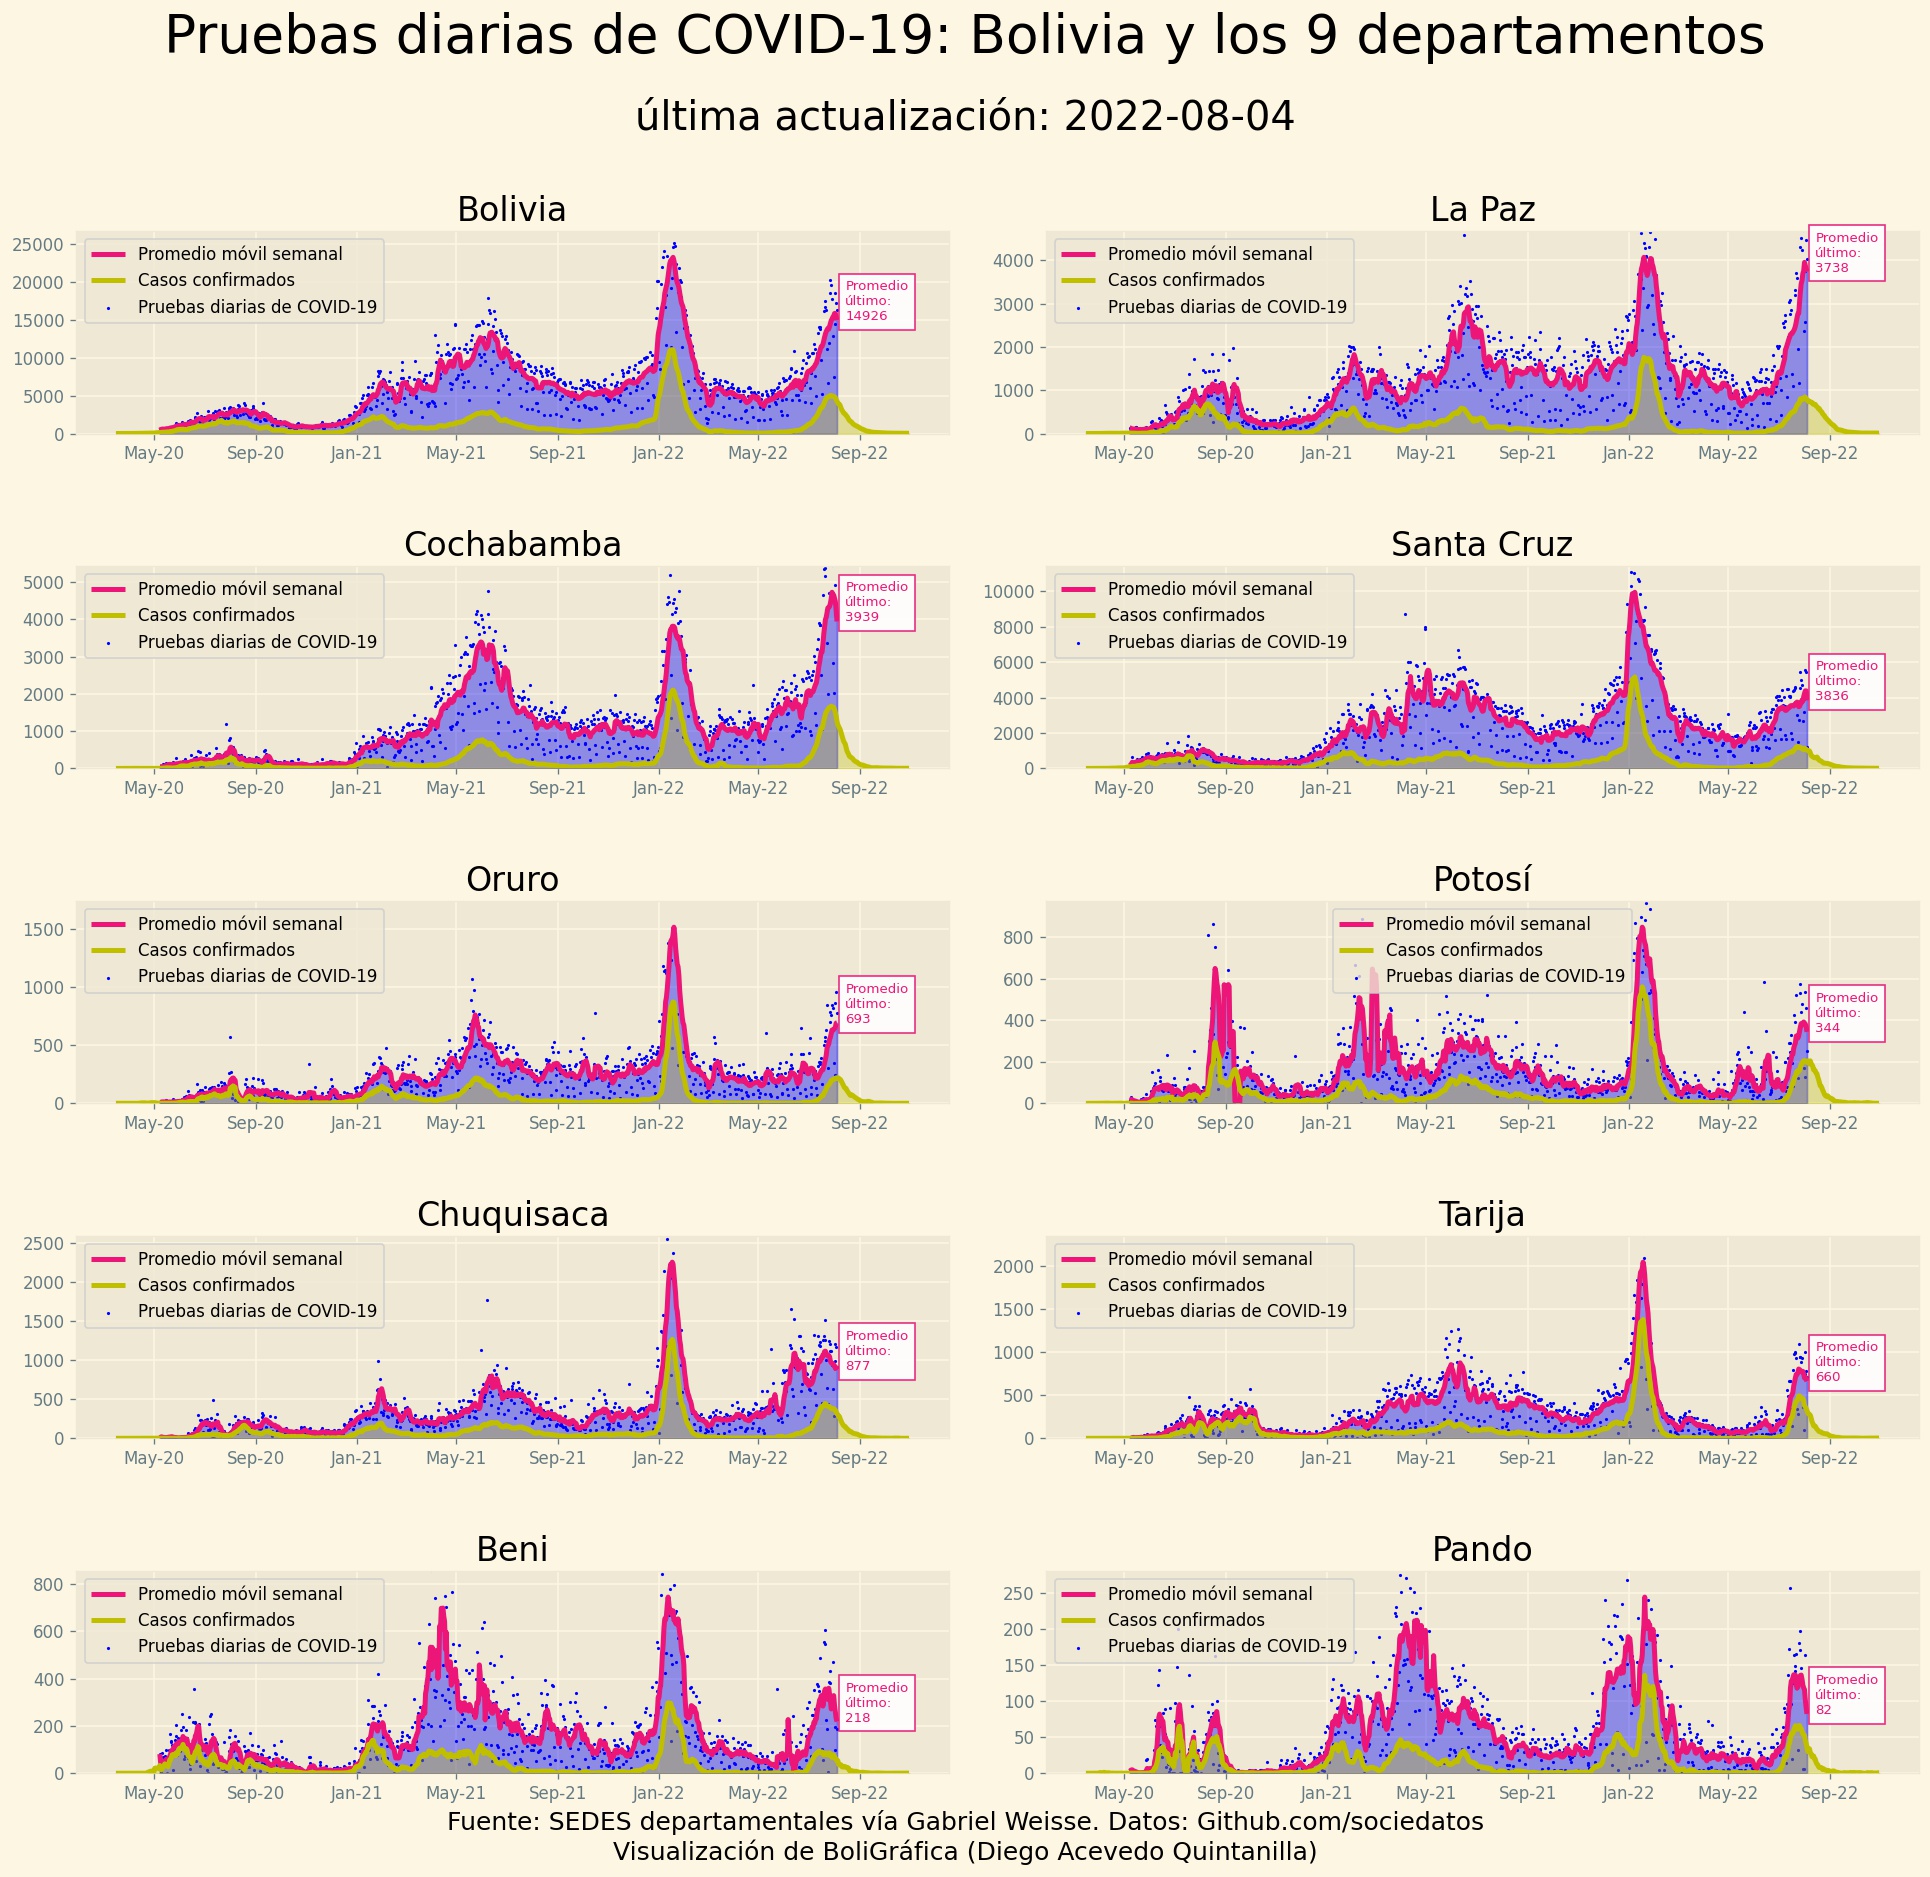 Pruebas diarias de COVID-19: Bolivia y los 9 departamentos
última actualización: 2022-08-04
Bolivia
25000
20000
15000
10000
5000
0
Promedio móvil semanal
Casos confirmados
Pruebas diarias de COVID-19
Promedio
último:
14926
May-20 Sep-20 Jan-21 May-21 Sep-21 Jan-22 May-22 Sep-22
La Paz
4000
3000
2000
1000
0
Promedio móvil semanal
Casos confirmados
Pruebas diarias de COVID-19
Promedio
último:
3738
May-20 Sep-20 Jan-21 May-21 Sep-21 Jan-22 May-22 Sep-22
Cochabamba
5000
4000
3000
2000
1000
0
Promedio móvil semanal
Casos confirmados
Pruebas diarias de COVID-19
Promedio
último:
3939
May-20 Sep-20 Jan-21 May-21 Sep-21 Jan-22 May-22 Sep-22
Santa Cruz
10000
8000
6000
4000
2000
0
Promedio móvil semanal
Casos confirmados
Pruebas diarias de COVID-19
Promedio
último:
3836
May-20 Sep-20 Jan-21 May-21 Sep-21 Jan-22 May-22 Sep-22
Oruro
1500
1000
500
0
Promedio móvil semanal
Casos confirmados
Pruebas diarias de COVID-19
Promedio
último:
693
May-20 Sep-20 Jan-21 May-21 Sep-21 Jan-22 May-22 Sep-22
Potosí
800
600
400
200
0
Promedio móvil semanal
Casos confirmados
Pruebas diarias de COVID-19
Promedio
último:
344
May-20 Sep-20 Jan-21 May-21 Sep-21 Jan-22 May-22 Sep-22
Chuquisaca
2500
2000
1500
1000
500
0
Promedio móvil semanal
Casos confirmados
Pruebas diarias de COVID-19
Promedio
último:
877
May-20 Sep-20 Jan-21 May-21 Sep-21 Jan-22 May-22 Sep-22
Tarija
2000
1500
1000
500
0
Promedio móvil semanal
Casos confirmados
Pruebas diarias de COVID-19
Promedio
último:
660
May-20 Sep-20 Jan-21 May-21 Sep-21 Jan-22 May-22 Sep-22
Beni
800
600
400
200
0
Promedio móvil semanal
Casos confirmados
Pruebas diarias de COVID-19
Promedio
último:
218
May-20 Sep-20 Jan-21 May-21 Sep-21 Jan-22 May-22 Sep-22
Pando
250
200
150
100
50
0
Promedio móvil semanal
Casos confirmados
Pruebas diarias de COVID-19
Promedio
último:
82
May-20 Sep-20 Jan-21 May-21 Sep-21 Jan-22 May-22 Sep-22
Fuente: SEDES departamentales vía Gabriel Weisse. Datos: Github.com/sociedatos
Visualización de BoliGráfica (Diego Acevedo Quintanilla)